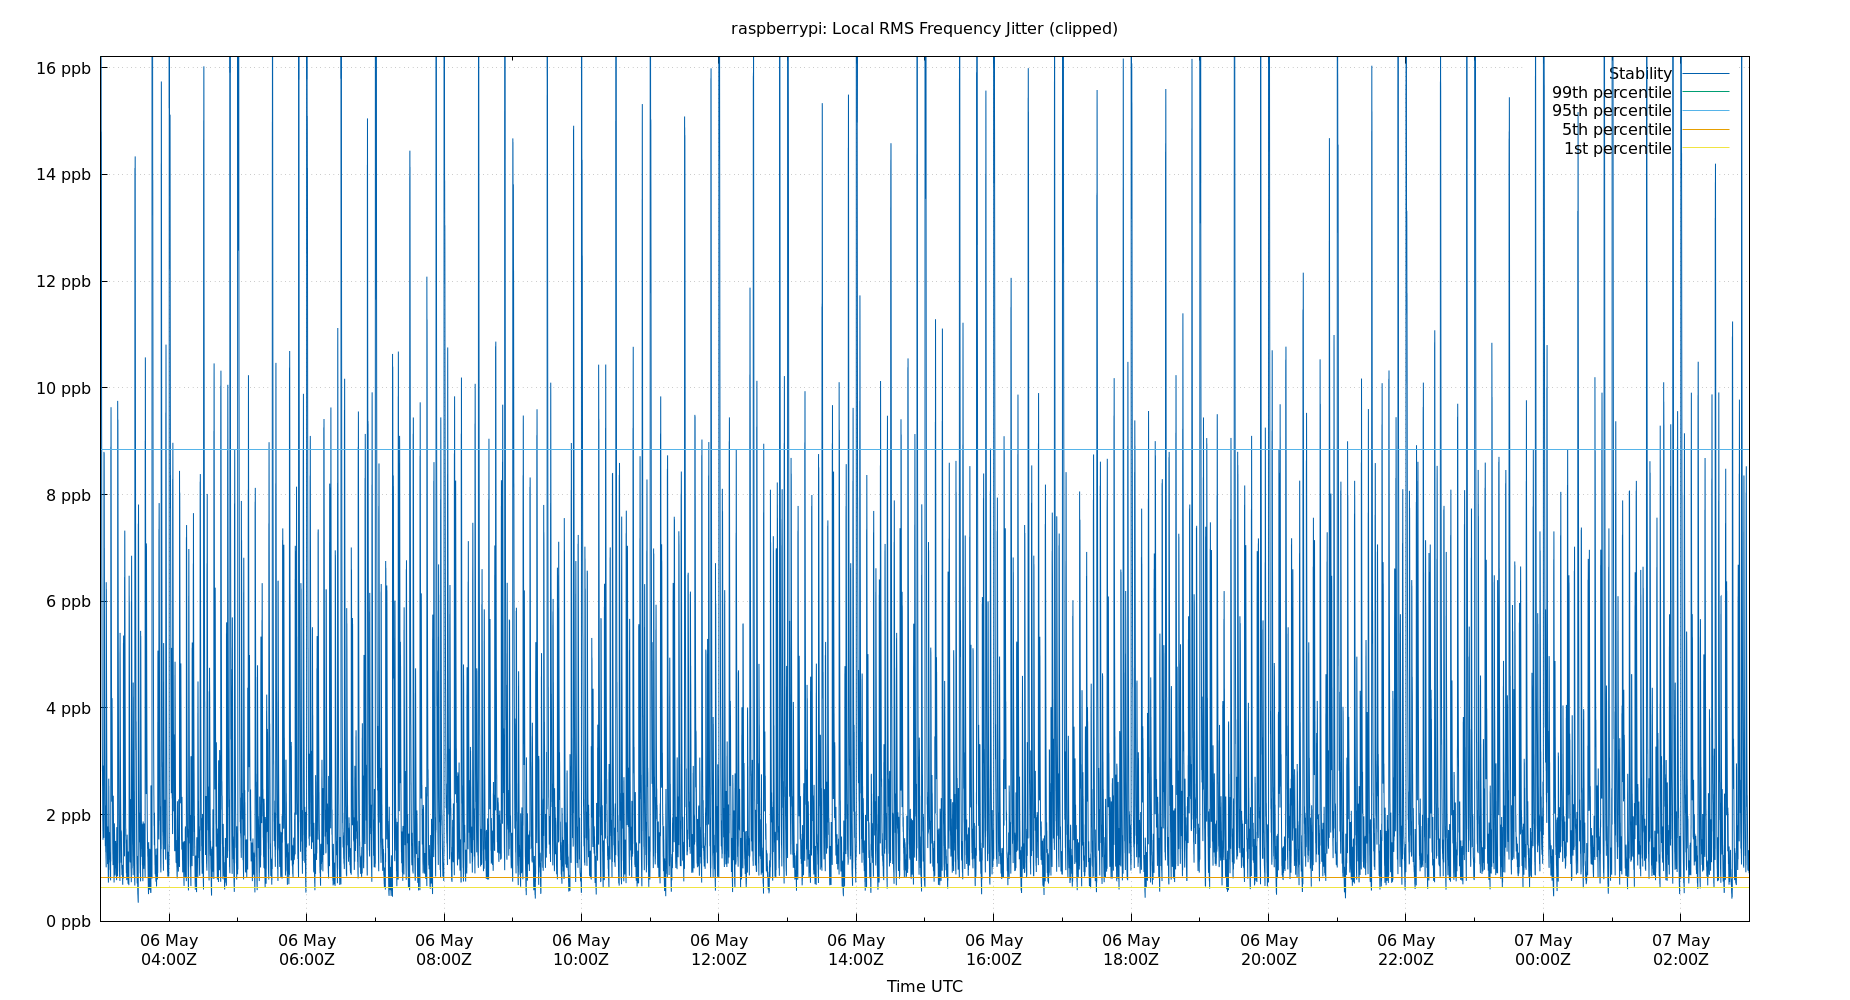 raspberrypi: Local RMS Frequency Jitter (clipped)
16 ppb
14 ppb
12 ppb
10 ppb
8 ppb
6 ppb
4 ppb
2 ppb
0 ppb
Stability
99th percentile
95th percentile
5th percentile
1st percentile
06 May 06 May 06 May 06 May 06 May 06 May 06 May 06 May 06 May 06 May 07 May 07 May
04:00Z 06:00Z 08:00Z 10:00Z 12:00Z 14:00Z 16:00Z 18:00Z 20:00Z 22:00Z 00:00Z 02:00Z
Time UTC